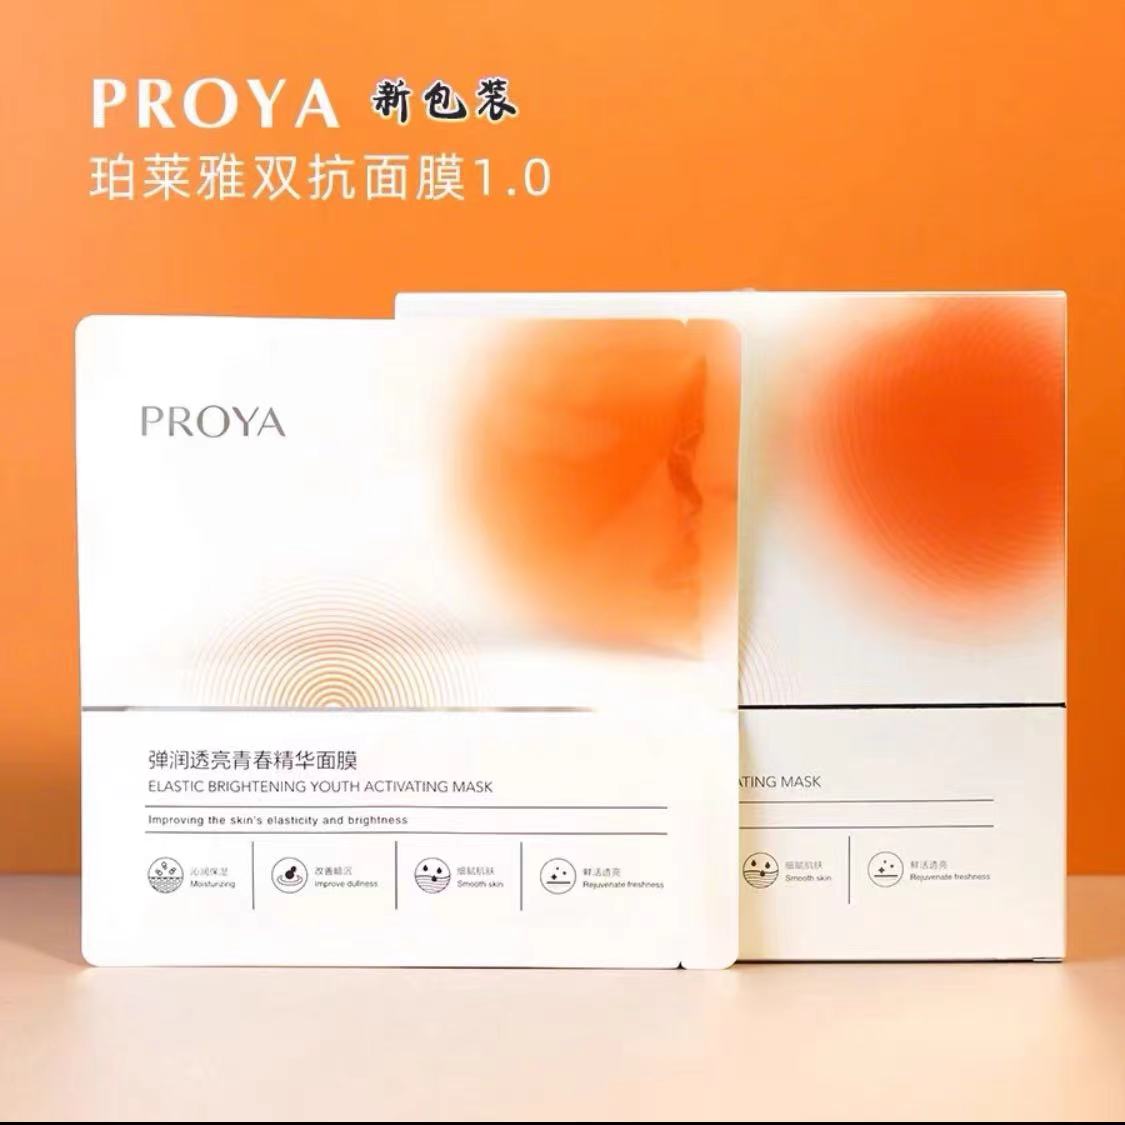 PROYA 新包装
珀莱雅双抗面膜1.0
PROYA
弹润透亮青春精华面膜
ELASTIC BRIGHTENING YOUTH ACTIVATING MASK
Improving the skin's elasticity and brightness
沁润保湿
Moisturizing
改善暗沉
improve dullness
细腻肌肤
Smooth skin
鲜活透亮
Rejuvenate freshness
ATING MASK
细腻肌肤
Smooth skin
鲜活透亮
Rejuvenate freshness